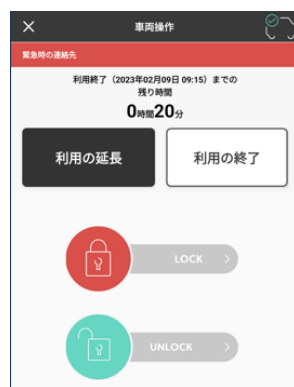 車両操作
緊急時の連絡先
利用終了（2023年02月09日 09:15）までの
残り時間
0時間20分
利用の延長
利用の終了
LOCK
UNLOCK